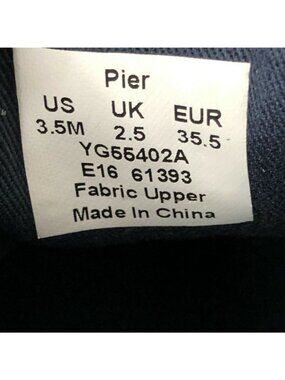 Pier
US UK EUR
3.5M 2.5 35.5
YG55402A
E16 61393
Fabric Upper
Made In China